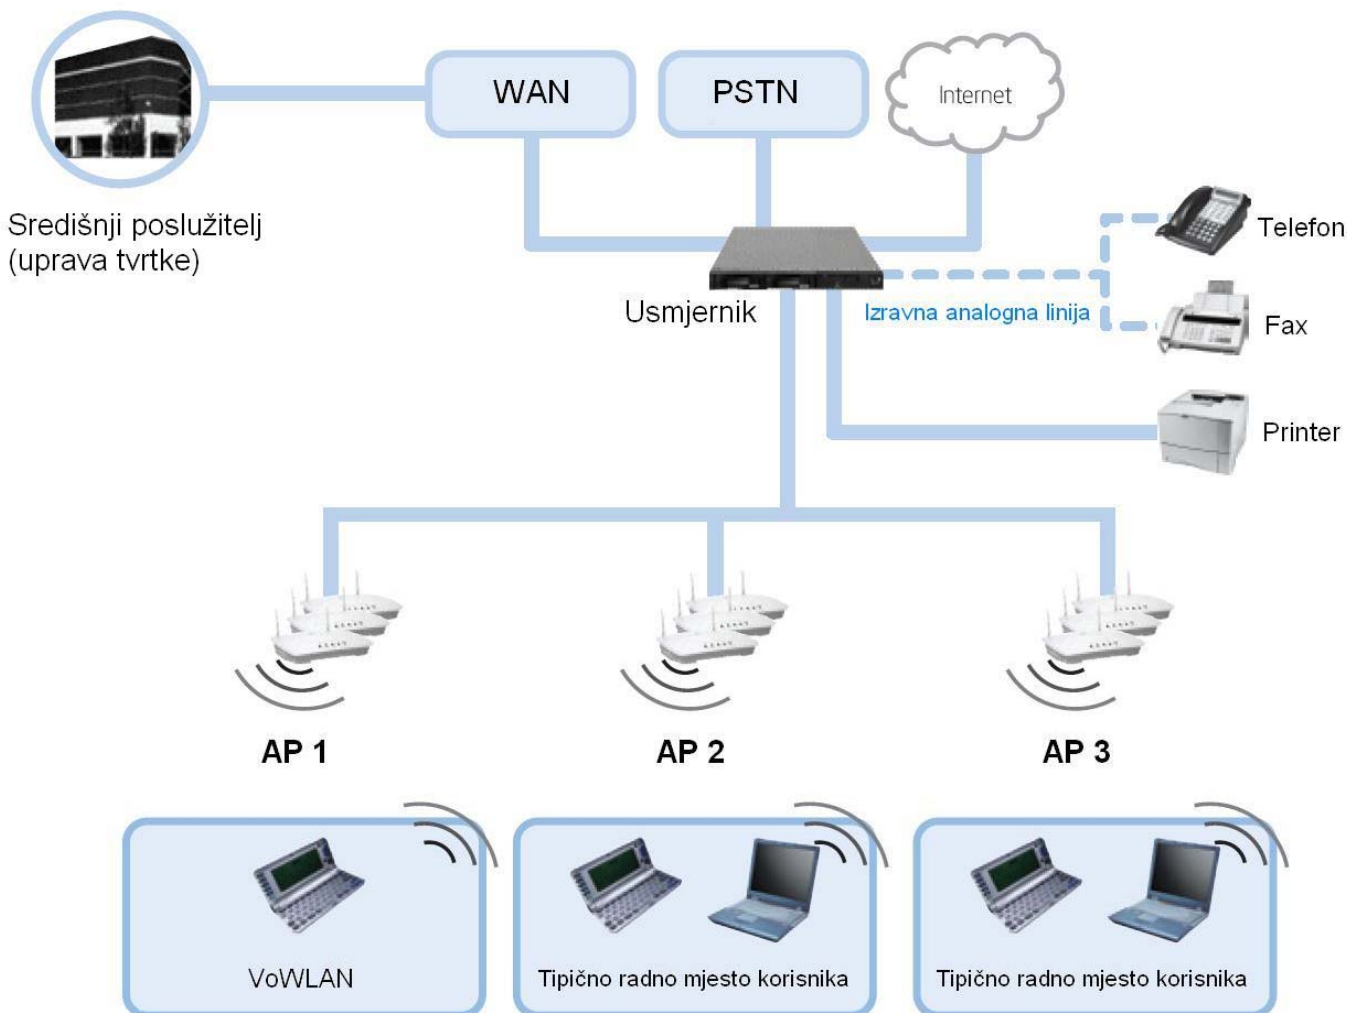 WAN
PSTN
Internet
Središnji poslužitelj
(uprava tvrtke)
Telefon
Usmjernik
Izravna analogna linija
Fax
Printer
AP 1
AP 2
AP 3
VoWLAN
Tipično radno mjesto korisnika
Tipično radno mjesto korisnika